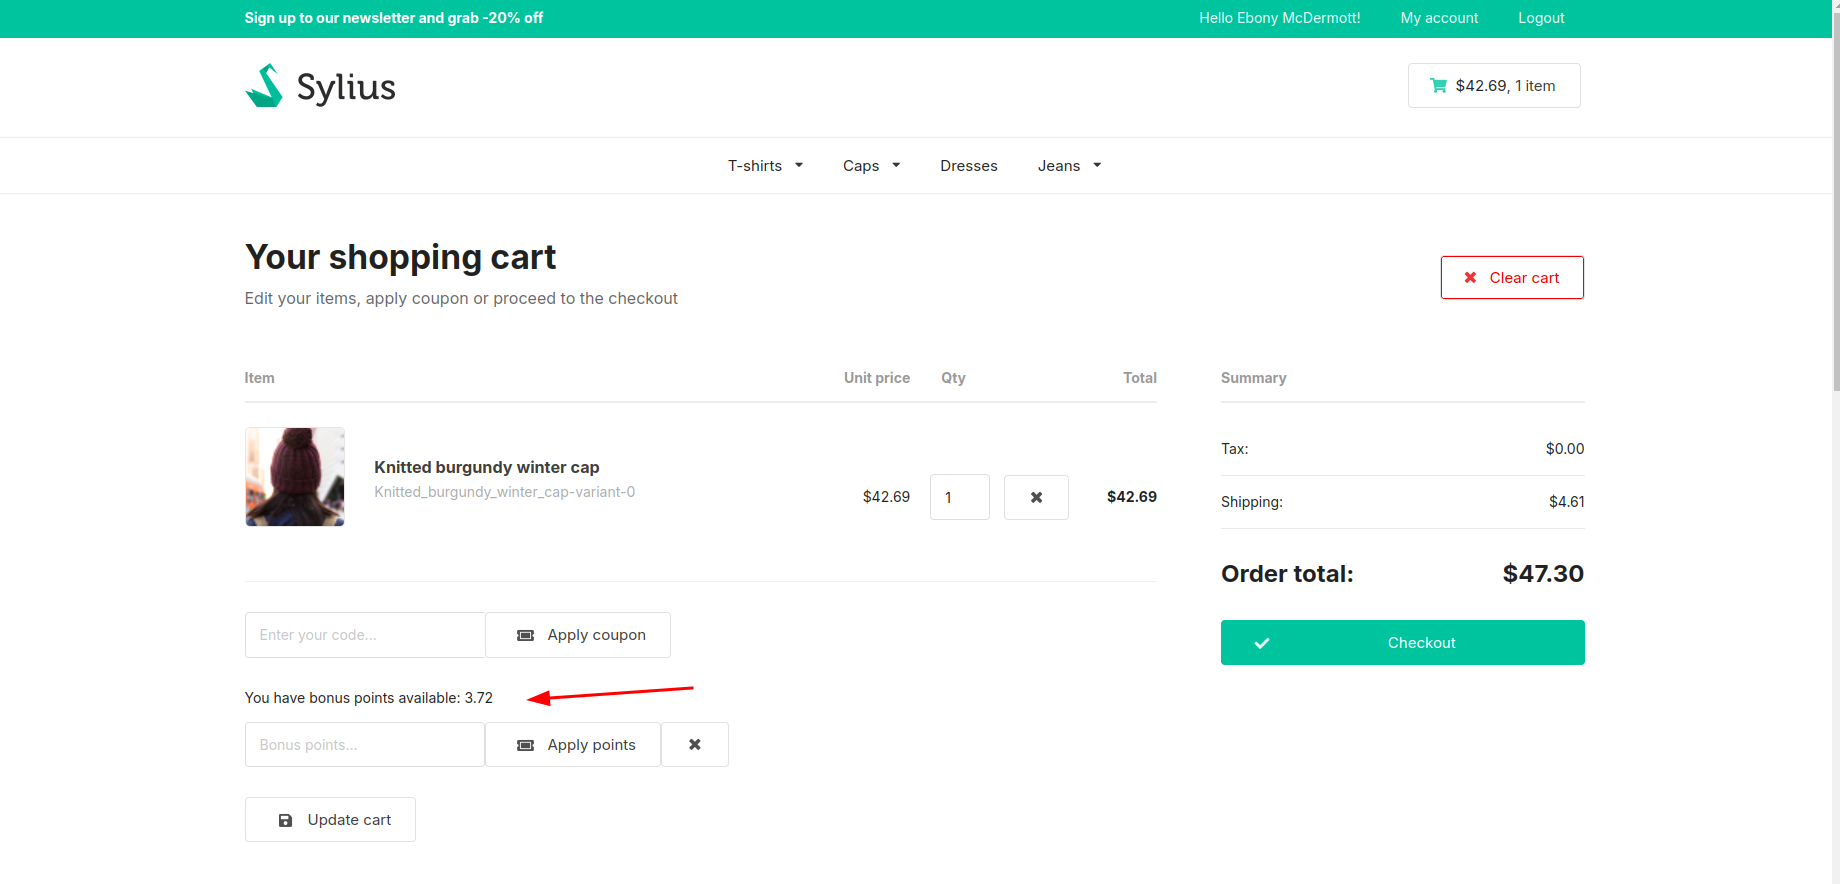 Sign up to our newsletter and grab -20% off
Hello Ebony McDermott! My account Logout
Sylius
$42.69, 1 item
T-shirts Caps Dresses Jeans
Your shopping cart
Edit your items, apply coupon or proceed to the checkout
Clear cart
Item Unit price Qty Total
Knitted burgundy winter cap
Knitted_burgundy_winter_cap-variant-0
$42.69 1 $42.69
Summary
Tax: $0.00
Shipping: $4.61
Order total: $47.30
Checkout
Enter your code... Apply coupon
You have bonus points available: 3.72
Bonus points... Apply points
Update cart